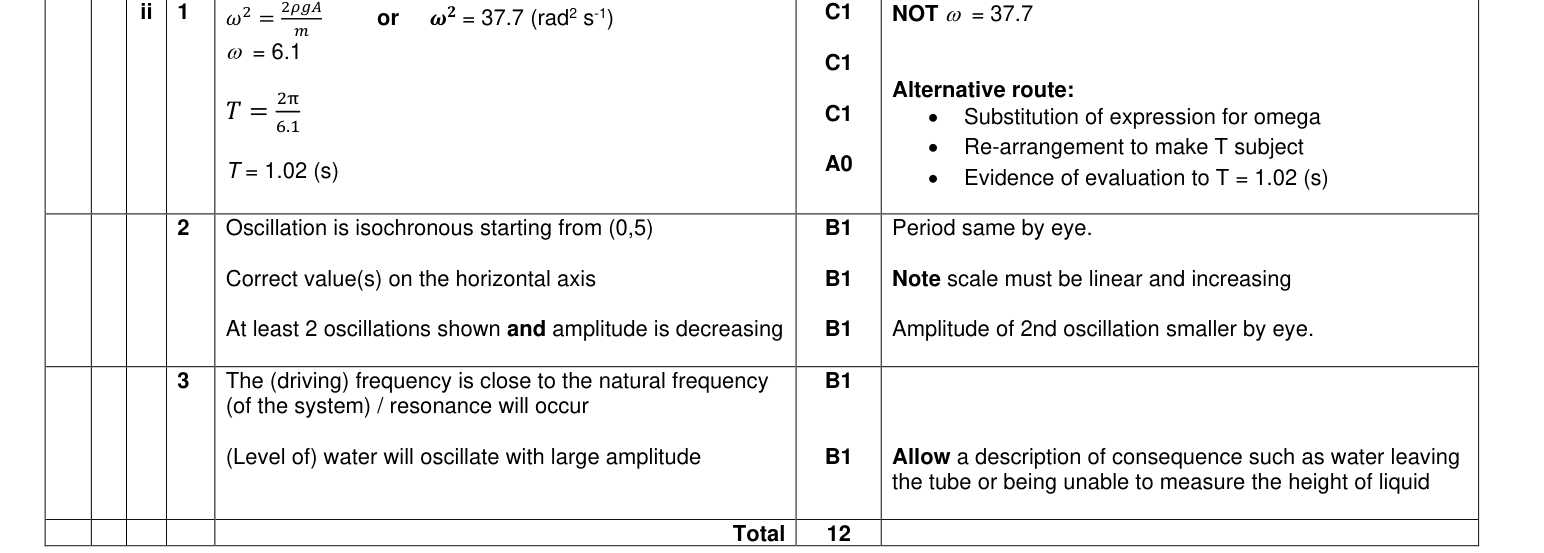 ii 1 ω² = 2ρgA/m or ω² = 37.7 (rad² s⁻¹) C1 NOT ω = 37.7
ω = 6.1 C1
Alternative route:
T = 2π/6.1 C1 • Substitution of expression for omega
• Re-arrangement to make T subject
T = 1.02 (s) A0 • Evidence of evaluation to T = 1.02 (s)
2 Oscillation is isochronous starting from (0,5) B1 Period same by eye.
Correct value(s) on the horizontal axis B1 Note scale must be linear and increasing
At least 2 oscillations shown and amplitude is decreasing B1 Amplitude of 2nd oscillation smaller by eye.
3 The (driving) frequency is close to the natural frequency B1
(of the system) / resonance will occur
(Level of) water will oscillate with large amplitude B1 Allow a description of consequence such as water leaving
the tube or being unable to measure the height of liquid
Total 12